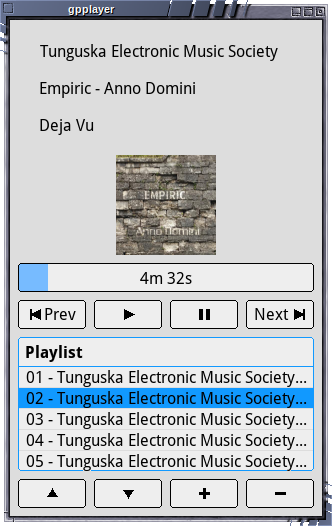 gpplayer
Tunguska Electronic Music Society
Empiric - Anno Domini
Deja Vu
EMPIRIC
Anno Domini
4m 32s
Prev
Next
Playlist
01 - Tunguska Electronic Music Society...
02 - Tunguska Electronic Music Society...
03 - Tunguska Electronic Music Society...
04 - Tunguska Electronic Music Society...
05 - Tunguska Electronic Music Society...